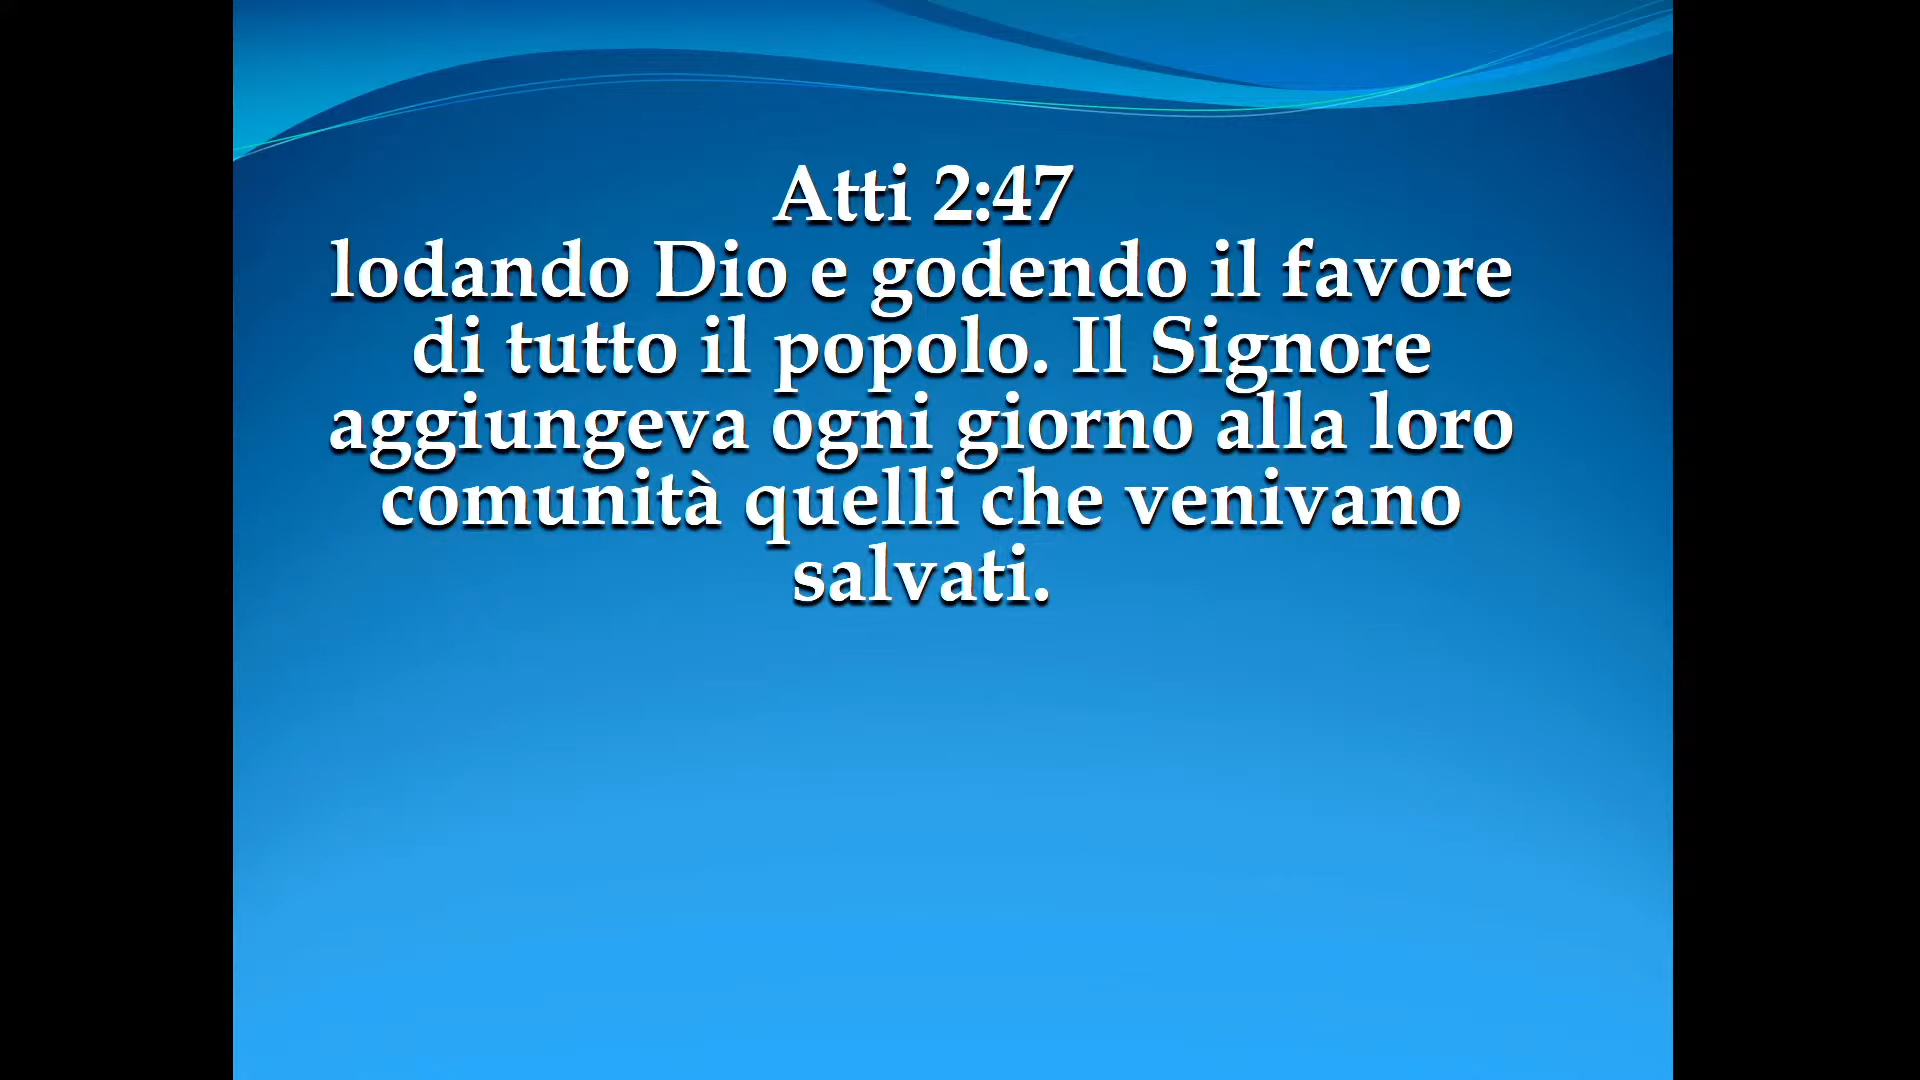 Atti 2:47
lodando Dio e godendo il favore
di tutto il popolo. Il Signore
aggiungeva ogni giorno alla loro
comunità quelli che venivano
salvati.